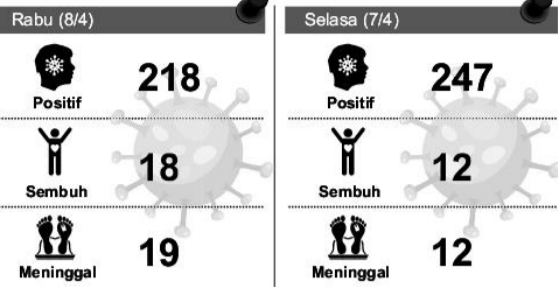 Rabu (8/4)
Positif
218
Sembuh
18
Meninggal
19
Selasa (7/4)
Positif
247
Sembuh
12
Meninggal
12